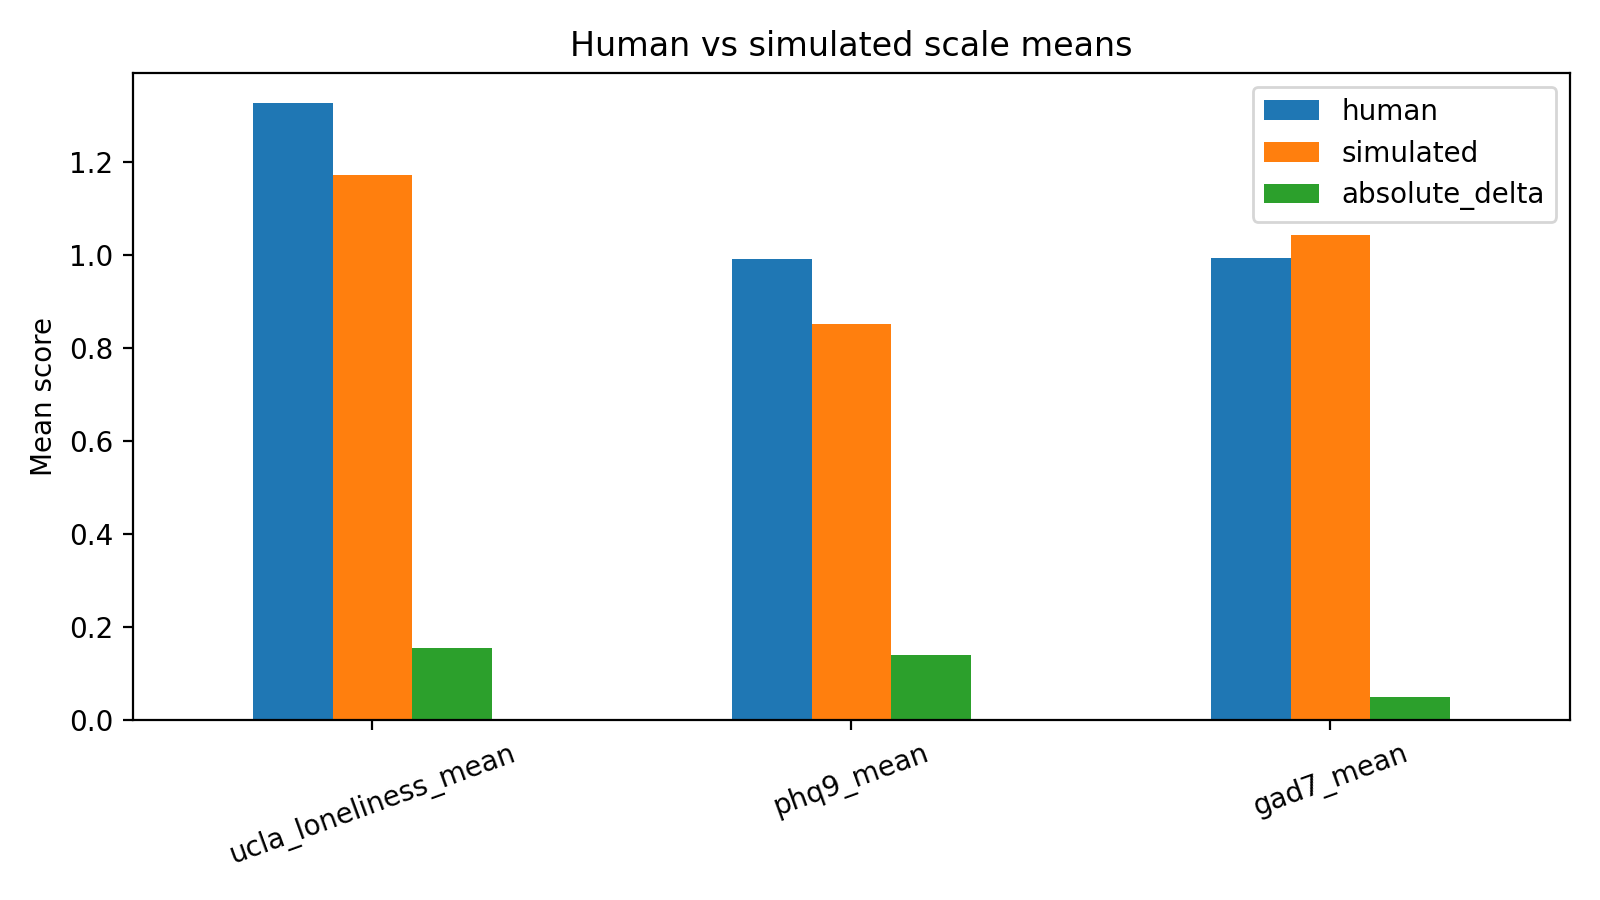 Human vs simulated scale means
human
simulated
absolute_delta
Mean score
1.2
1.0
0.8
0.6
0.4
0.2
0.0
ucla_loneliness_mean
phq9_mean
gad7_mean